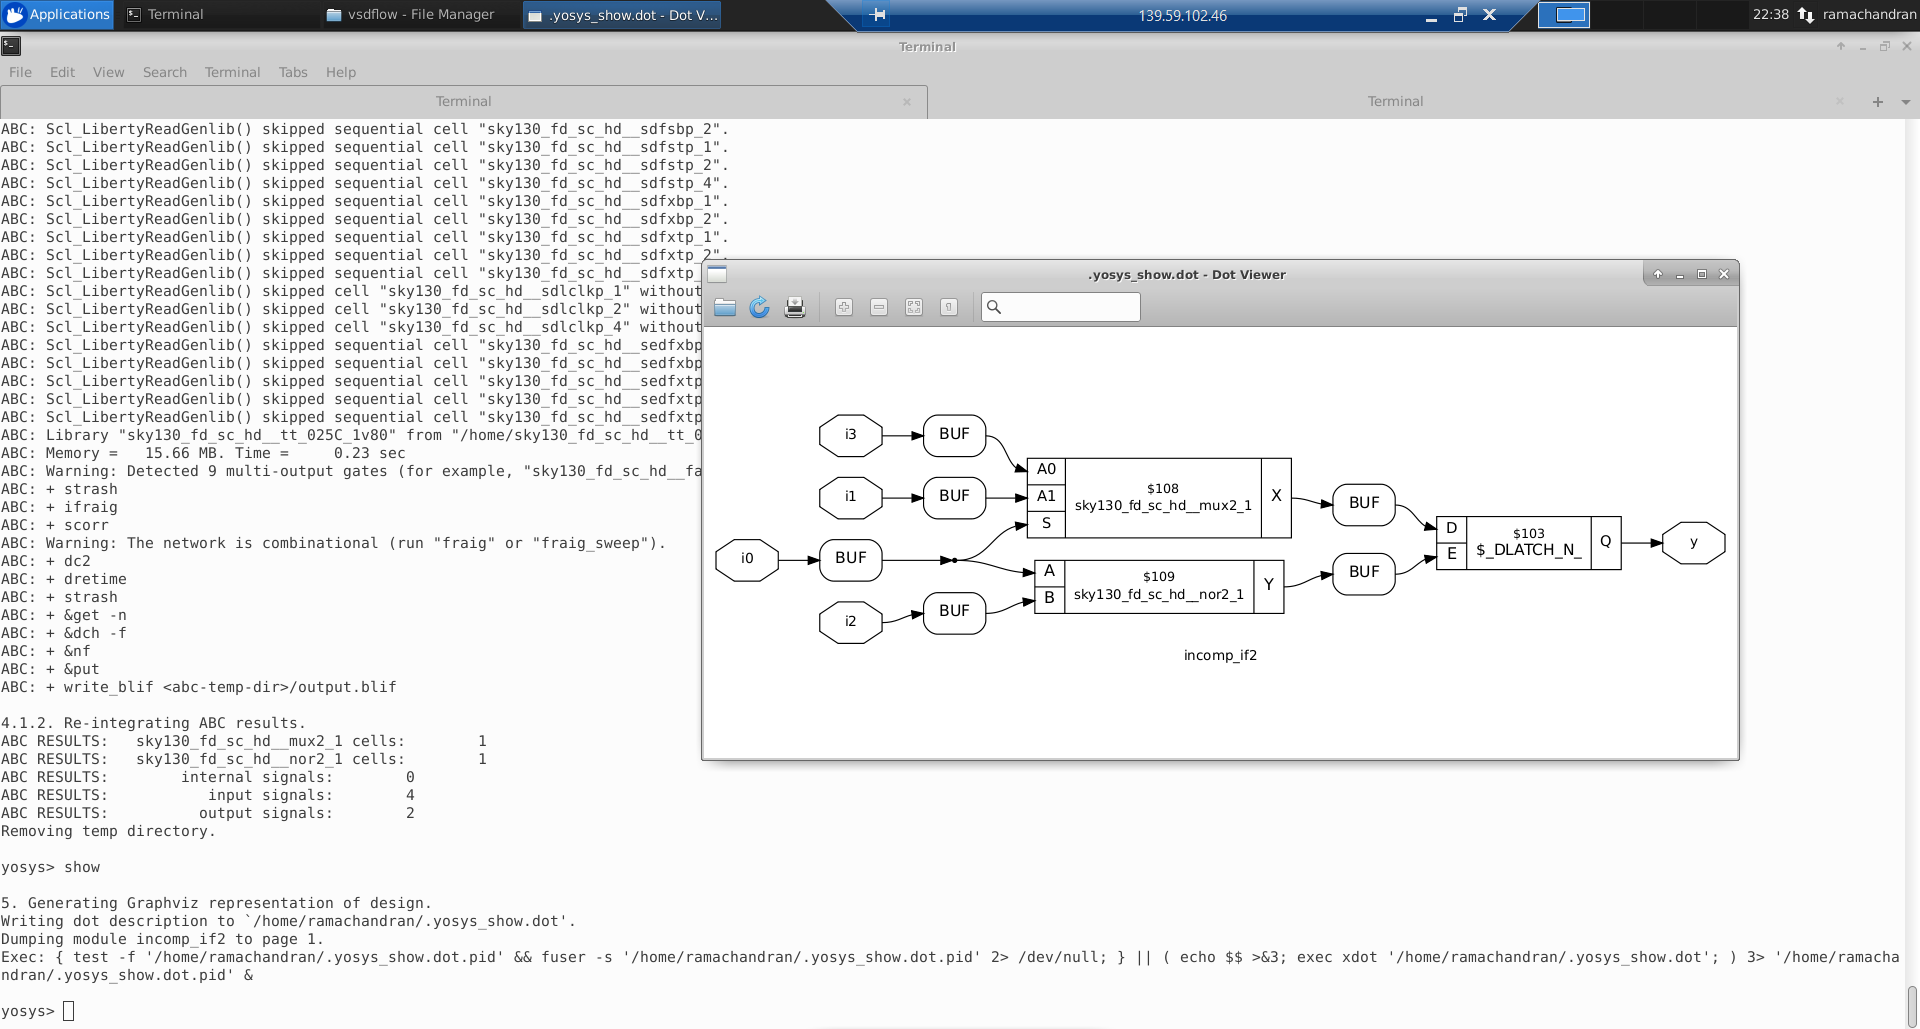 Applications
Terminal
vsdflow - File Manager
.yosys_show.dot - Dot V...
139.59.102.46
22:38
ramachandran
Terminal
File Edit View Search Terminal Tabs Help
Terminal
Terminal
ABC: Scl_LibertyReadGenlib() skipped sequential cell "sky130_fd_sc_hd__sdfsbp_2".
ABC: Scl_LibertyReadGenlib() skipped sequential cell "sky130_fd_sc_hd__sdfstp_1".
ABC: Scl_LibertyReadGenlib() skipped sequential cell "sky130_fd_sc_hd__sdfstp_2".
ABC: Scl_LibertyReadGenlib() skipped sequential cell "sky130_fd_sc_hd__sdfstp_4".
ABC: Scl_LibertyReadGenlib() skipped sequential cell "sky130_fd_sc_hd__sdfxbp_1".
ABC: Scl_LibertyReadGenlib() skipped sequential cell "sky130_fd_sc_hd__sdfxbp_2".
ABC: Scl_LibertyReadGenlib() skipped sequential cell "sky130_fd_sc_hd__sdfxtp_1".
ABC: Scl_LibertyReadGenlib() skipped sequential cell "sky130_fd_sc_hd__sdfxtp_2".
ABC: Scl_LibertyReadGenlib() skipped sequential cell "sky130_fd_sc_hd__sdfxtp_
ABC: Scl_LibertyReadGenlib() skipped cell "sky130_fd_sc_hd__sdlclkp_1" without
ABC: Scl_LibertyReadGenlib() skipped cell "sky130_fd_sc_hd__sdlclkp_2" without
ABC: Scl_LibertyReadGenlib() skipped cell "sky130_fd_sc_hd__sdlclkp_4" without
ABC: Scl_LibertyReadGenlib() skipped sequential cell "sky130_fd_sc_hd__sedfxbp
ABC: Scl_LibertyReadGenlib() skipped sequential cell "sky130_fd_sc_hd__sedfxbp
ABC: Scl_LibertyReadGenlib() skipped sequential cell "sky130_fd_sc_hd__sedfxtp
ABC: Scl_LibertyReadGenlib() skipped sequential cell "sky130_fd_sc_hd__sedfxtp
ABC: Scl_LibertyReadGenlib() skipped sequential cell "sky130_fd_sc_hd__sedfxtp
ABC: Library "sky130_fd_sc_hd__tt_025C_1v80" from "/home/sky130_fd_sc_hd__tt_0
ABC: Memory =   15.66 MB. Time =     0.23 sec
ABC: Warning: Detected 9 multi-output gates (for example, "sky130_fd_sc_hd__fa
ABC: + strash
ABC: + ifraig
ABC: + scorr
ABC: Warning: The network is combinational (run "fraig" or "fraig_sweep").
ABC: + dc2
ABC: + dretime
ABC: + strash
ABC: + &get -n
ABC: + &dch -f
ABC: + &nf
ABC: + &put
ABC: + write_blif <abc-temp-dir>/output.blif
4.1.2. Re-integrating ABC results.
ABC RESULTS:   sky130_fd_sc_hd__mux2_1 cells:        1
ABC RESULTS:   sky130_fd_sc_hd__nor2_1 cells:        1
ABC RESULTS:        internal signals:        0
ABC RESULTS:           input signals:        4
ABC RESULTS:          output signals:        2
Removing temp directory.
yosys> show
5. Generating Graphviz representation of design.
Writing dot description to `/home/ramachandran/.yosys_show.dot'.
Dumping module incomp_if2 to page 1.
Exec: { test -f '/home/ramachandran/.yosys_show.dot.pid' && fuser -s '/home/ramachandran/.yosys_show.dot.pid' 2> /dev/null; } || ( echo $$ >&3; exec xdot '/home/ramachandran/.yosys_show.dot'; ) 3> '/home/ramacha
ndran/.yosys_show.dot.pid' &
yosys>
.yosys_show.dot - Dot Viewer
i3
BUF
i1
BUF
i0
BUF
i2
BUF
A0
A1
S
$108
sky130_fd_sc_hd__mux2_1
X
A
B
$109
sky130_fd_sc_hd__nor2_1
Y
BUF
BUF
D
E
$103
$_DLATCH_N_
Q
y
incomp_if2